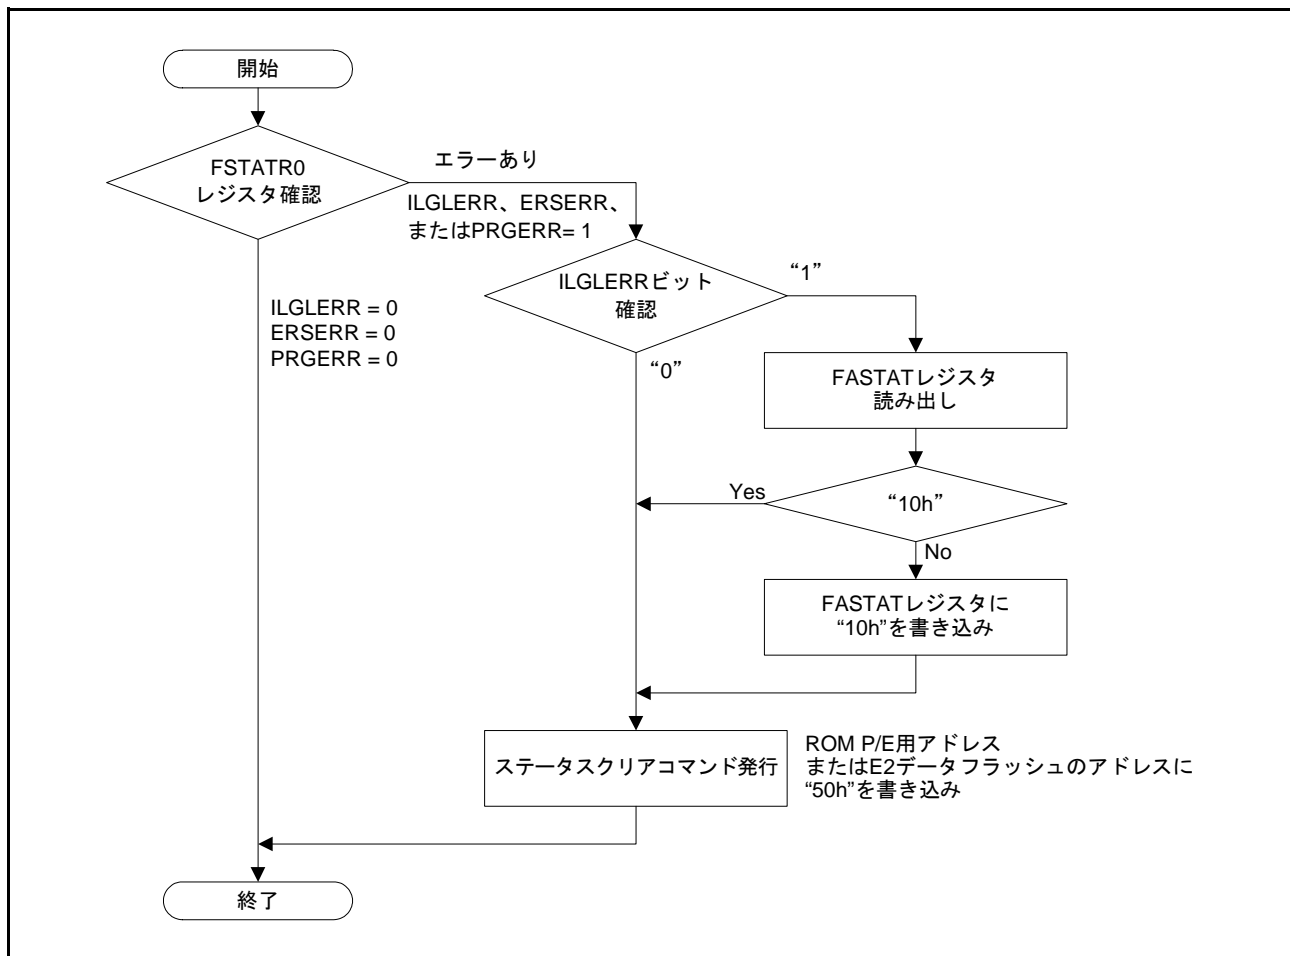 開始
FSTATR0
レジスタ確認
エラーあり
ILGLERR、ERSERR、
またはPRGERR= 1
ILGLERR = 0
ERSERR = 0
PRGERR = 0
ILGLERRビット
確認
“1”
“0”
FASTATレジスタ
読み出し
“10h”
Yes
No
FASTATレジスタに
“10h”を書き込み
ステータスクリアコマンド発行
ROM P/E用アドレス
またはE2データフラッシュのアドレスに
“50h”を書き込み
終了